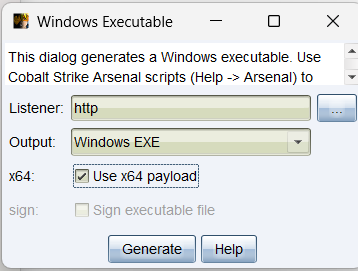 Windows Executable
This dialog generates a Windows executable. Use
Cobalt Strike Arsenal scripts (Help -> Arsenal) to
Listener: http ...
Output: Windows EXE
x64: Use x64 payload
sign: Sign executable file
Generate Help